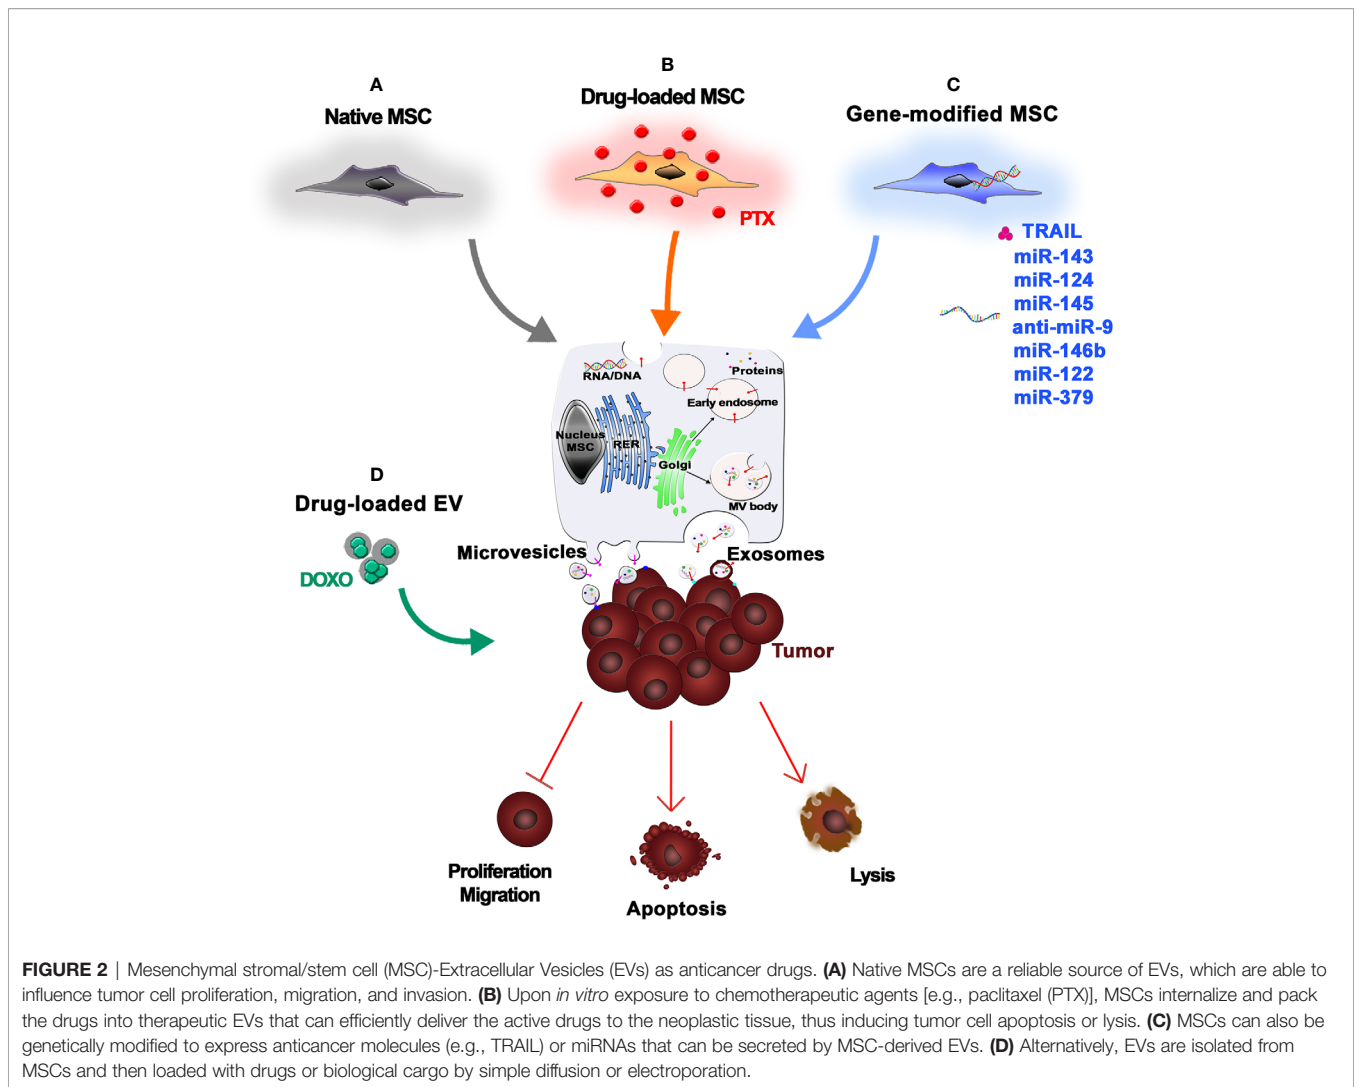 A
Native MSC
B
Drug-loaded MSC
PTX
C
Gene-modified MSC
TRAIL
miR-143
miR-124
miR-145
anti-miR-9
miR-146b
miR-122
miR-379
RNA/DNA
Proteins
Early endosome
Nucleus
MSC
RER
Golgi
MV body
D
Drug-loaded EV
DOXO
Microvesicles
Exosomes
Tumor
Proliferation
Migration
Apoptosis
Lysis
FIGURE 2 | Mesenchymal stromal/stem cell (MSC)-Extracellular Vesicles (EVs) as anticancer drugs. (A) Native MSCs are a reliable source of EVs, which are able to
influence tumor cell proliferation, migration, and invasion. (B) Upon in vitro exposure to chemotherapeutic agents [e.g., paclitaxel (PTX)], MSCs internalize and pack
the drugs into therapeutic EVs that can efficiently deliver the active drugs to the neoplastic tissue, thus inducing tumor cell apoptosis or lysis. (C) MSCs can also be
genetically modified to express anticancer molecules (e.g., TRAIL) or miRNAs that can be secreted by MSC-derived EVs. (D) Alternatively, EVs are isolated from
MSCs and then loaded with drugs or biological cargo by simple diffusion or electroporation.